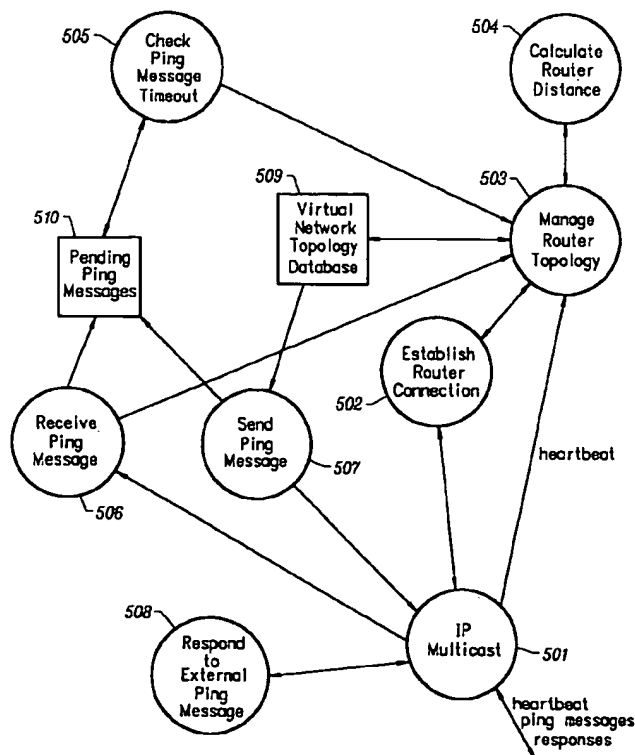 505
Check
Ping
Message
Timeout
504
Calculate
Router
Distance
509
Virtual
Network
Topology
Database
503
Manage
Router
Topology
510
Pending
Ping
Messages
Establish
Router
Connection
502
Receive
Ping
Message
506
Send
Ping
Message
507
heartbeat
508
Respond
to
External
Ping
Message
IP
Multicast
501
heartbeat
ping messages
responses